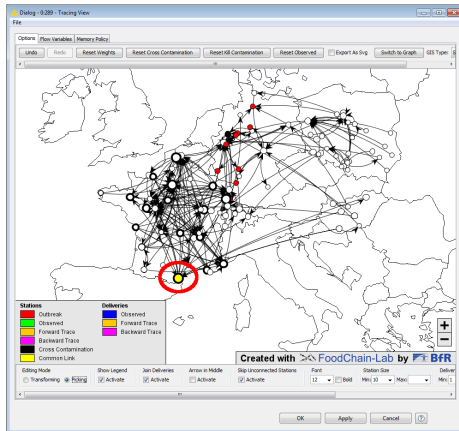 Dialog - 0:289 - Tracing View
File
Options Flow Variables Memory Policy
Undo Redo Reset Weights Reset Cross Contamination Reset Kill Contamination Reset Observed Export As Svg Switch to Graph GIS Type: S
Stations Deliveries
Outbreak Observed
Observed Forward Trace
Forward Trace Backward Trace
Backward Trace
Cross Contamination
Common Link
+
-
Created with FoodChain-Lab by BfR
Editing Mode Show Legend Join Deliveries Arrow in Middle Skip Unconnected Stations Font Station Size Deliver
Transforming Picking Activate Activate Activate Activate 12 Bold Min: 10 Max: Min: 1
OK Apply Cancel ?